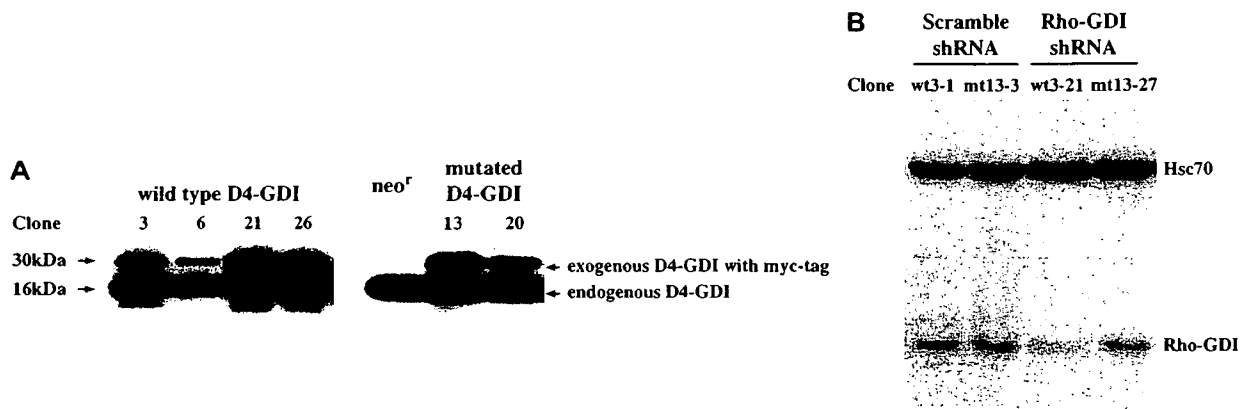 A
wild type D4-GDI
neoʳ
mutated
D4-GDI
Clone 3 6 21 26 13 20
30kDa
16kDa
exogenous D4-GDI with myc-tag
endogenous D4-GDI
B
Scramble
shRNA
Rho-GDI
shRNA
Clone wt3-1 mt13-3 wt3-21 mt13-27
Hsc70
Rho-GDI